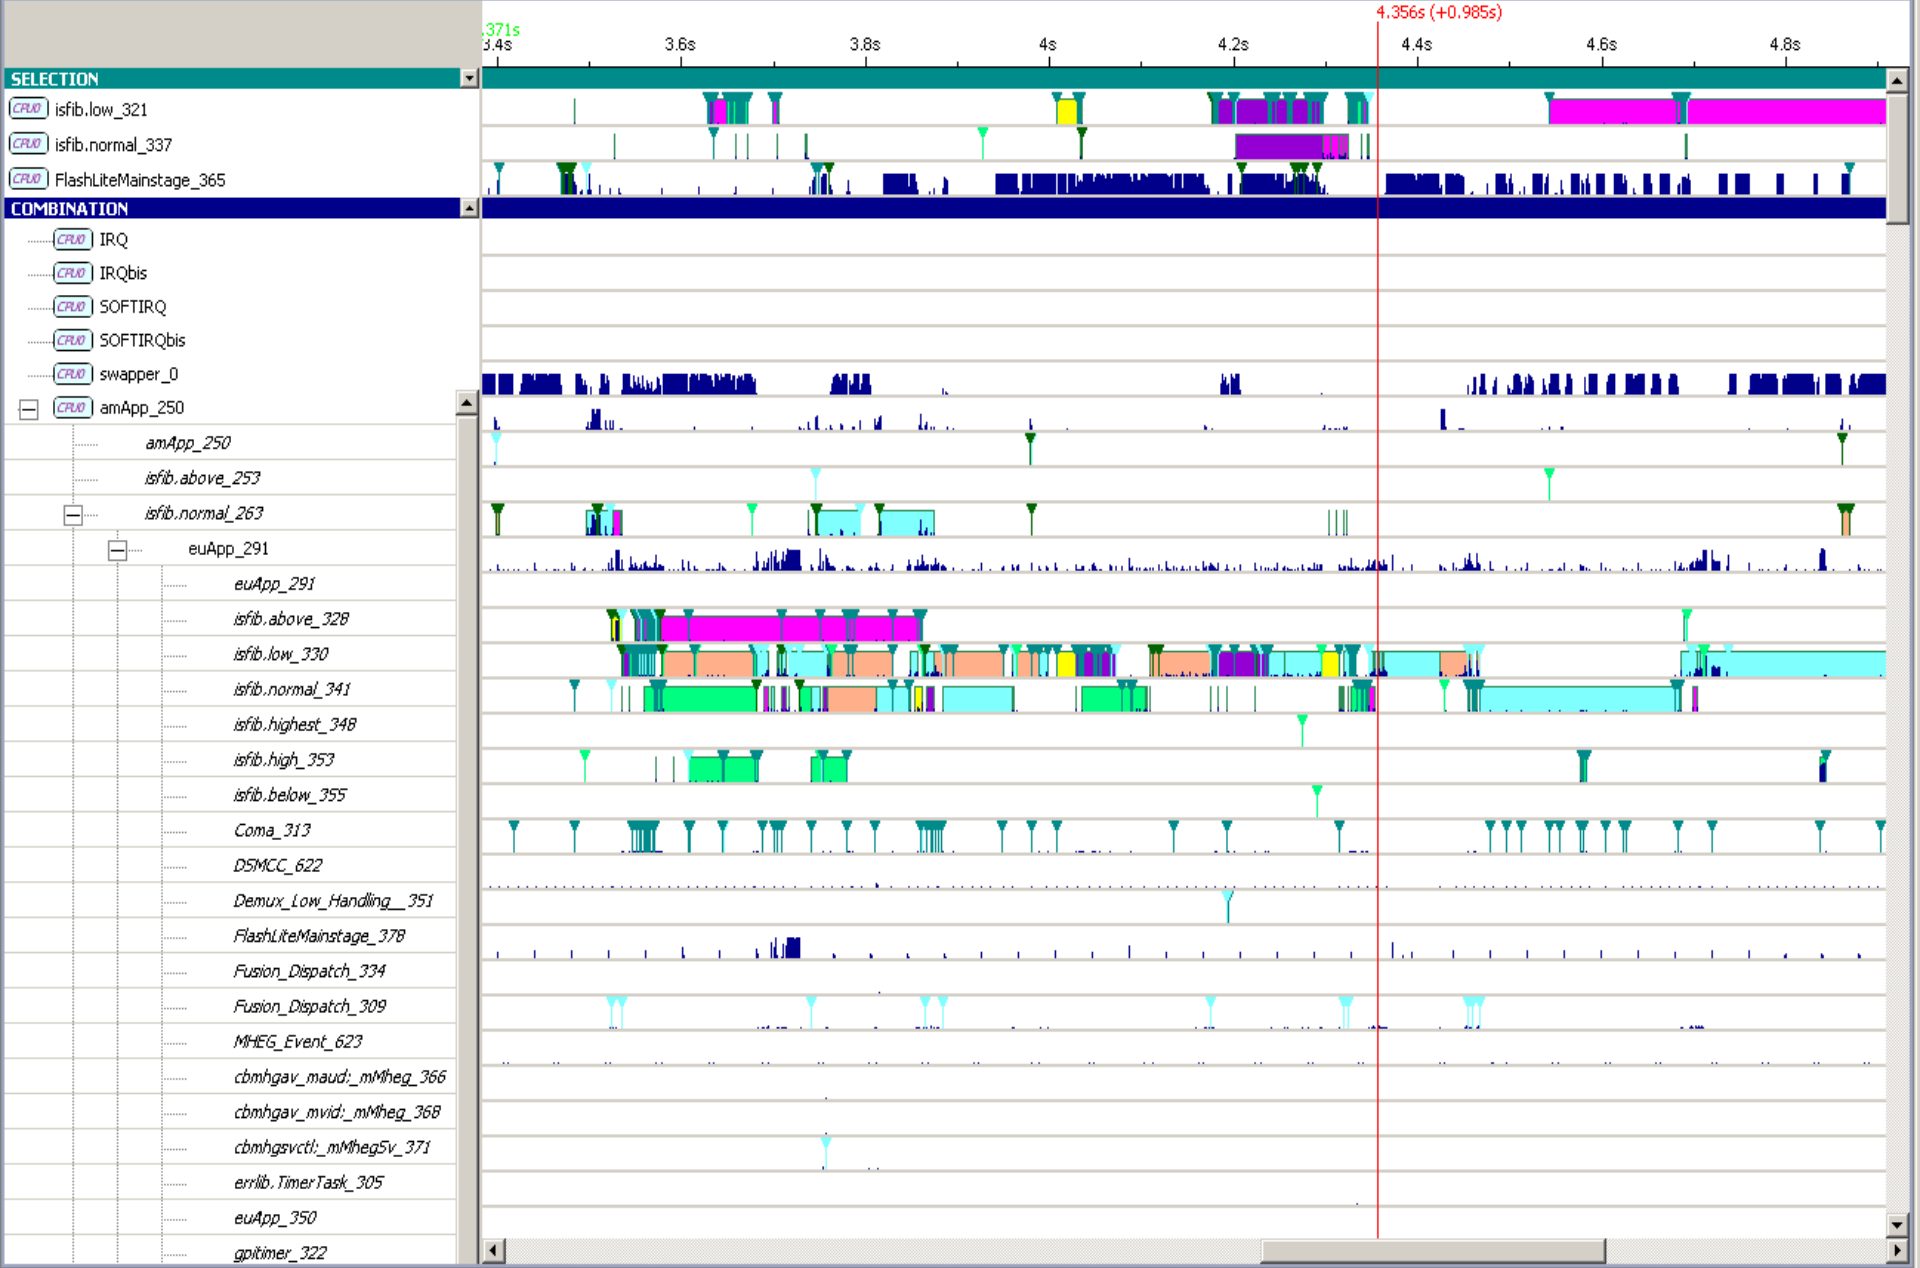 4.356s (+0.985s)
.371s
3.4s 3.6s 3.8s 4s 4.2s 4.4s 4.6s 4.8s
SELECTION
CPU0 isfib.low_321
CPU0 isfib.normal_337
CPU0 FlashLiteMainstage_365
COMBINATION
CPU0 IRQ
CPU0 IRQbis
CPU0 SOFTIRQ
CPU0 SOFTIRQbis
CPU0 swapper_0
CPU0 amApp_250
amApp_250
isfib.above_253
isfib.normal_263
euApp_291
euApp_291
isfib.above_328
isfib.low_330
isfib.normal_341
isfib.highest_348
isfib.high_353
isfib.below_355
Coma_313
DSMCC_622
Demux_Low_Handling__351
FlashLiteMainstage_378
Fusion_Dispatch_334
Fusion_Dispatch_309
MHEG_Event_623
cbmhgav_maud:_mMheg_366
cbmhgav_mvid:_mMheg_368
cbmhgsvctl:_mMhegSv_371
errlib.TimerTask_305
euApp_350
gpitimer_322